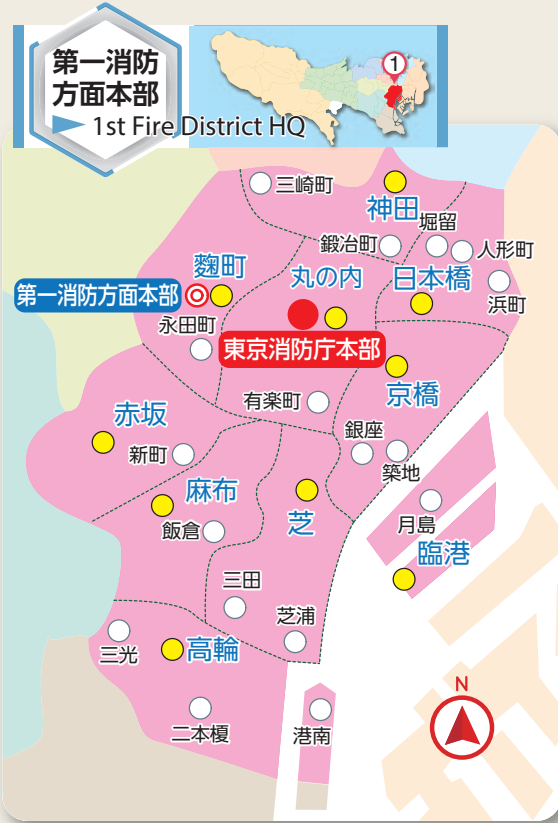 第一消防
方面本部
1st Fire District HQ
1
三崎町
神田
堀留
鍛冶町
人形町
麴町
丸の内
日本橋
浜町
第一消防方面本部
永田町
東京消防庁本部
有楽町
京橋
赤坂
新町
銀座
築地
麻布
飯倉
芝
月島
臨港
三田
芝浦
三光
高輪
二本榎
港南
N